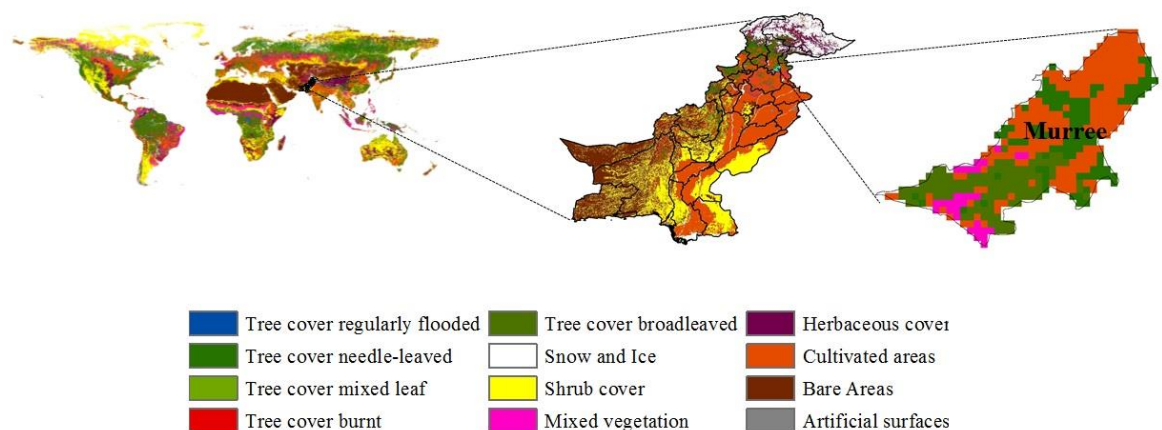 Murree
Tree cover regularly flooded
Tree cover broadleaved
Herbaceous cover
Tree cover needle-leaved
Snow and Ice
Cultivated areas
Tree cover mixed leaf
Shrub cover
Bare Areas
Tree cover burnt
Mixed vegetation
Artificial surfaces